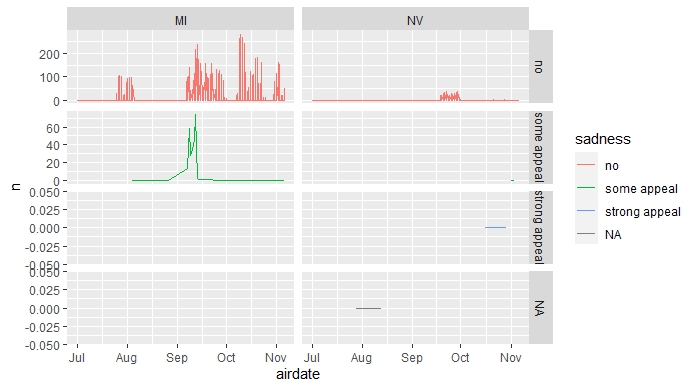 MI
NV
200
100
0
no
60
40
20
0
some appeal
0.050
0.025
0.000
-0.025
-0.050
strong appeal
0.050
0.025
0.000
-0.025
-0.050
NA
n
Jul
Aug
Sep
Oct
Nov
Jul
Aug
Sep
Oct
Nov
airdate
sadness
no
some appeal
strong appeal
NA